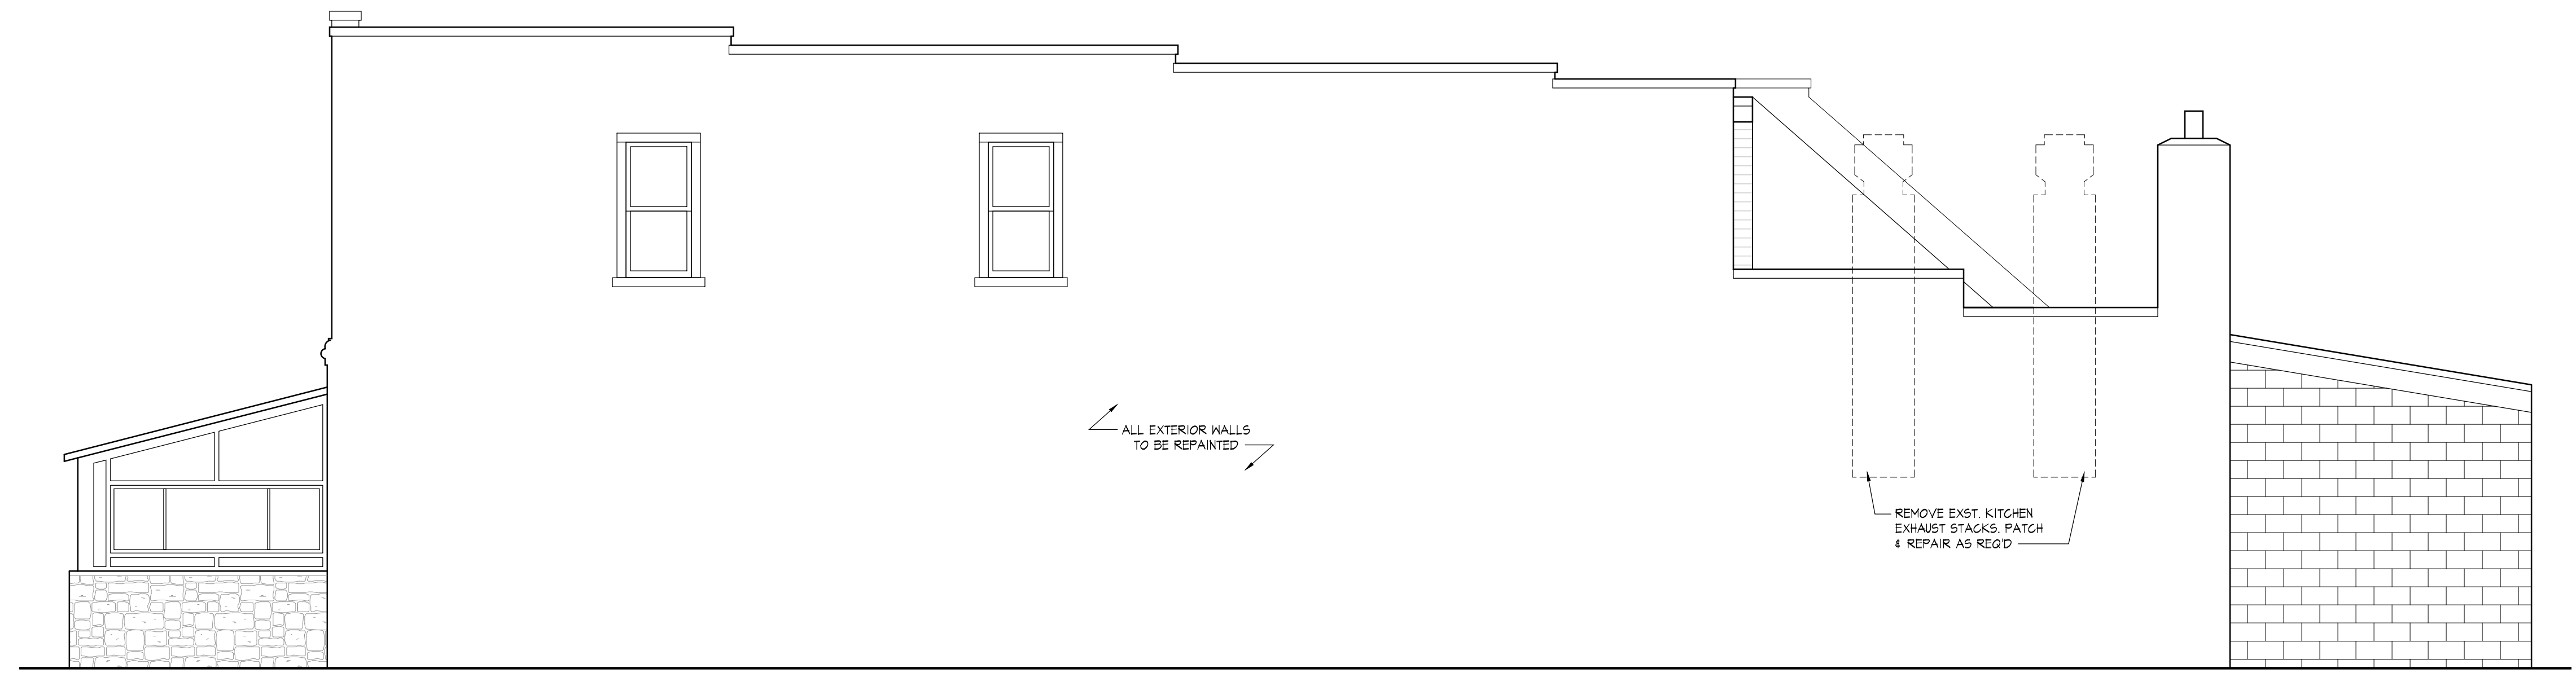 ALL EXTERIOR WALLS
TO BE REPAINTED
REMOVE EXST. KITCHEN
EXHAUST STACKS. PATCH
& REPAIR AS REQ'D